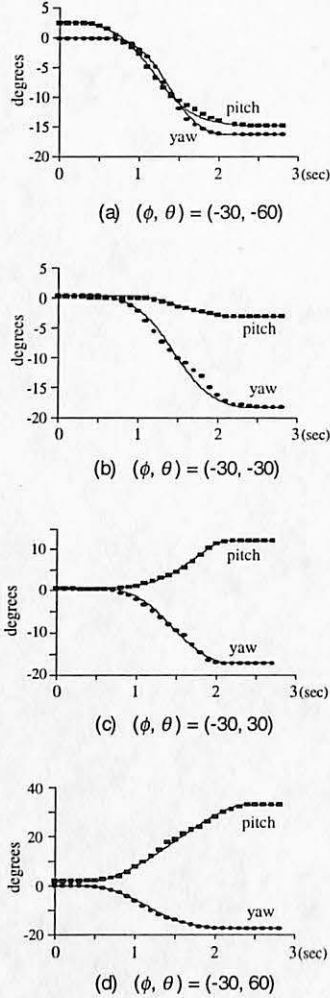 5
0
-5
-10
-15
-20
degrees
pitch
yaw
0 1 2 3(sec)
(a) (ϕ, θ) = (-30, -60)
5
0
-5
-10
-15
-20
degrees
pitch
yaw
0 1 2 3(sec)
(b) (ϕ, θ) = (-30, -30)
10
0
-10
-20
degrees
pitch
yaw
0 1 2 3(sec)
(c) (ϕ, θ) = (-30, 30)
40
20
0
-20
degrees
pitch
yaw
0 1 2 3(sec)
(d) (ϕ, θ) = (-30, 60)